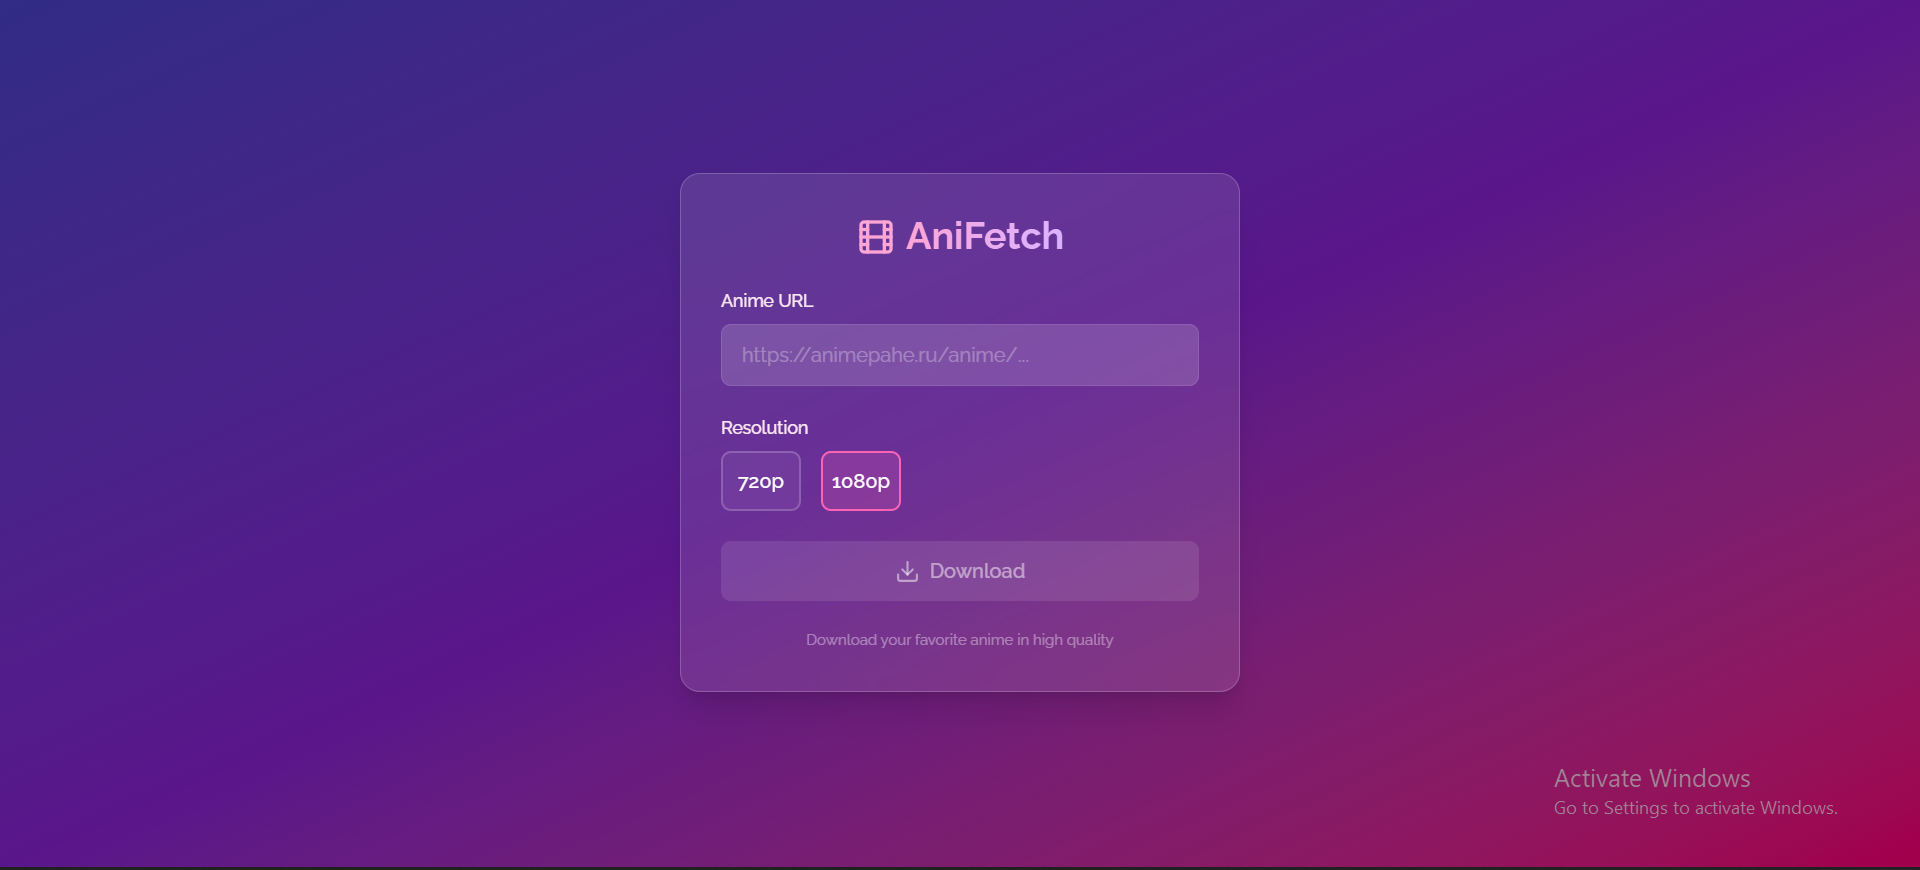 AniFetch
Anime URL
https://animepahe.ru/anime/...
Resolution
720p 1080p
Download
Download your favorite anime in high quality
Activate Windows
Go to Settings to activate Windows.